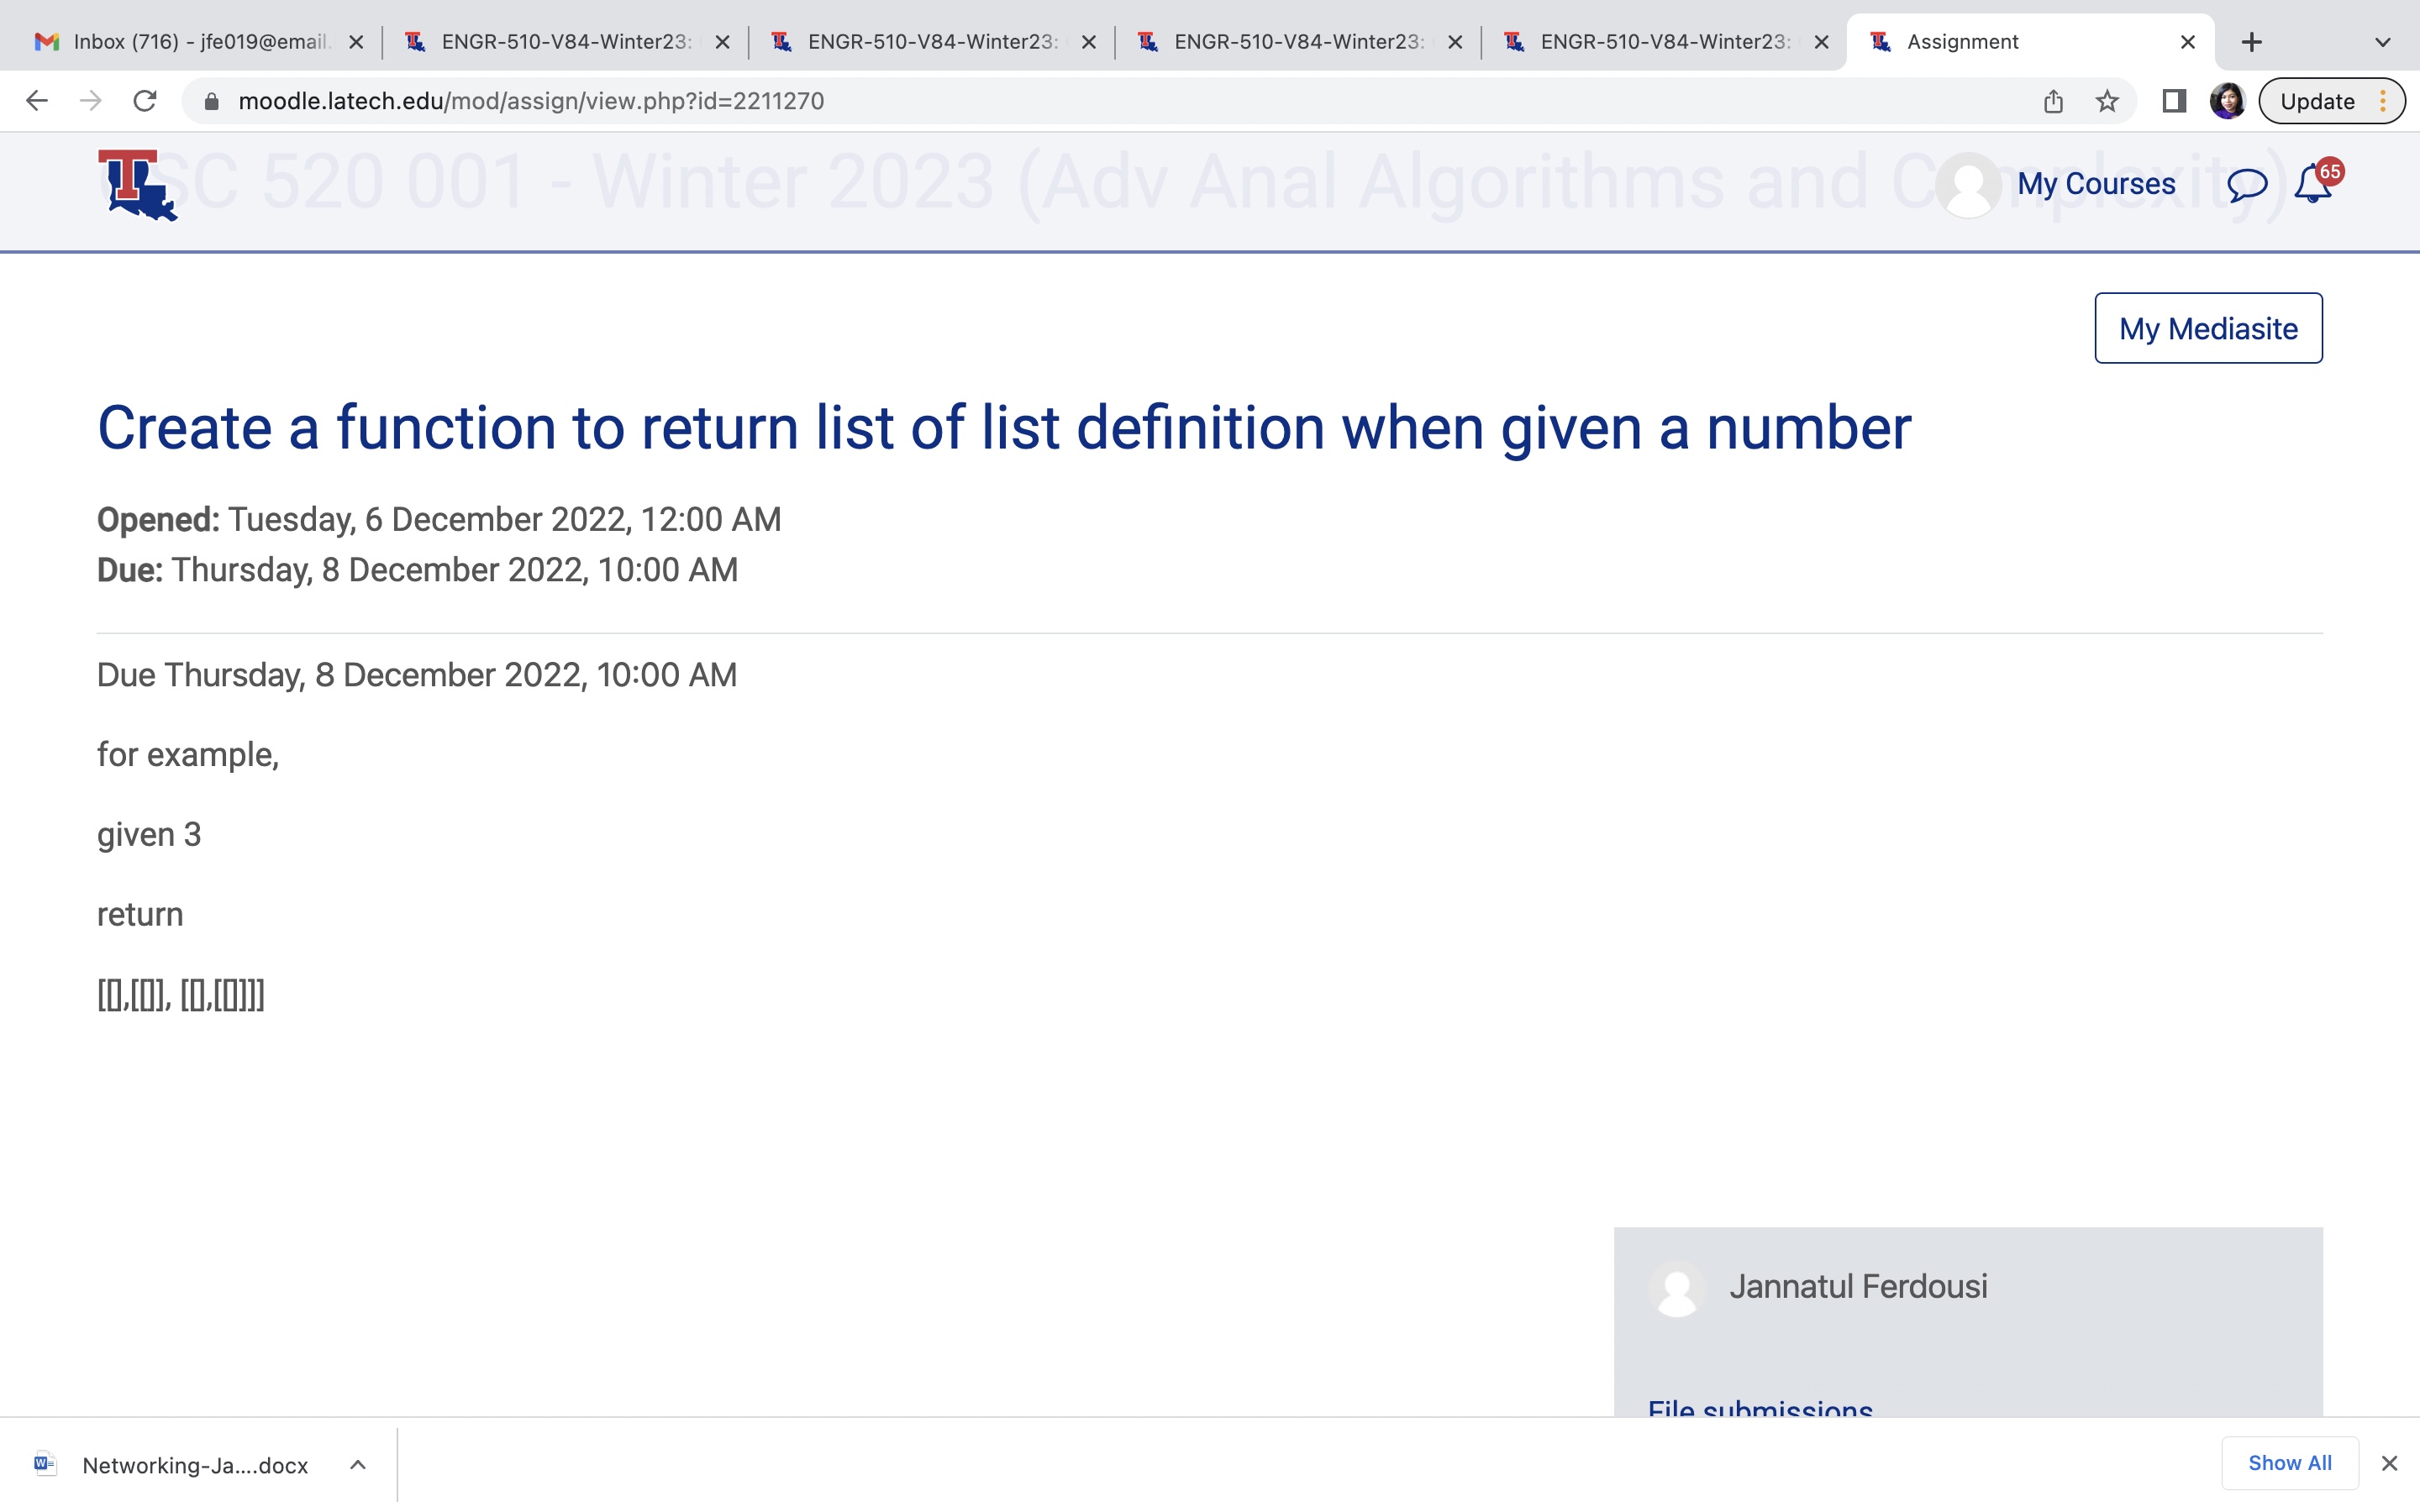 Inbox (716) - jfe019@email.
ENGR-510-V84-Winter23:
ENGR-510-V84-Winter23:
ENGR-510-V84-Winter23:
ENGR-510-V84-Winter23:
Assignment
moodle.latech.edu/mod/assign/view.php?id=2211270
Update
SC 520 001 - Winter 2023 (Adv Anal Algorithms and Complexity)
My Courses
65
My Mediasite
Create a function to return list of list definition when given a number
Opened: Tuesday, 6 December 2022, 12:00 AM
Due: Thursday, 8 December 2022, 10:00 AM
Due Thursday, 8 December 2022, 10:00 AM
for example,
given 3
return
[[],[[]], [[],[[]]]]
Jannatul Ferdousi
File submissions
Networking-Ja....docx
Show All